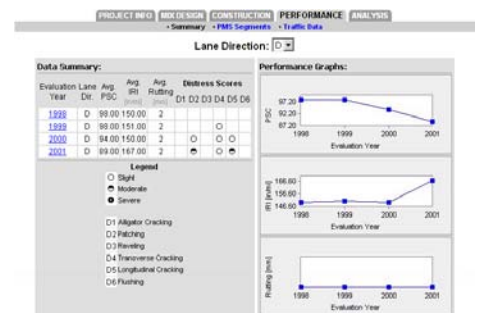 PROJECT INFO MIX DESIGN CONSTRUCTION PERFORMANCE ANALYSIS
• Summary • PMS Segments • Traffic Data
Lane Direction: D
Data Summary:
Evaluation Year Lane Dir. Avg. PSC Avg. IRI Avg. Rutting Distress Scores
D1 D2 D3 D4 D5 D6
1998 D 98.00 150.00 2
1999 D 98.00 151.00 2
2000 D 94.00 150.00 2
2001 D 89.00 167.00 2
Legend
Slight
Moderate
Severe
D1 Alligator Cracking
D2 Patching
D3 Raveling
D4 Transverse Cracking
D5 Longitudinal Cracking
D6 Flushing
Performance Graphs:
PSC
97.20
92.20
87.20
1998 1999 2000 2001
Evaluation Year
IRI [in/mi]
166.60
156.60
146.60
1998 1999 2000 2001
Evaluation Year
Rutting [mm]
1998 1999 2000 2001
Evaluation Year